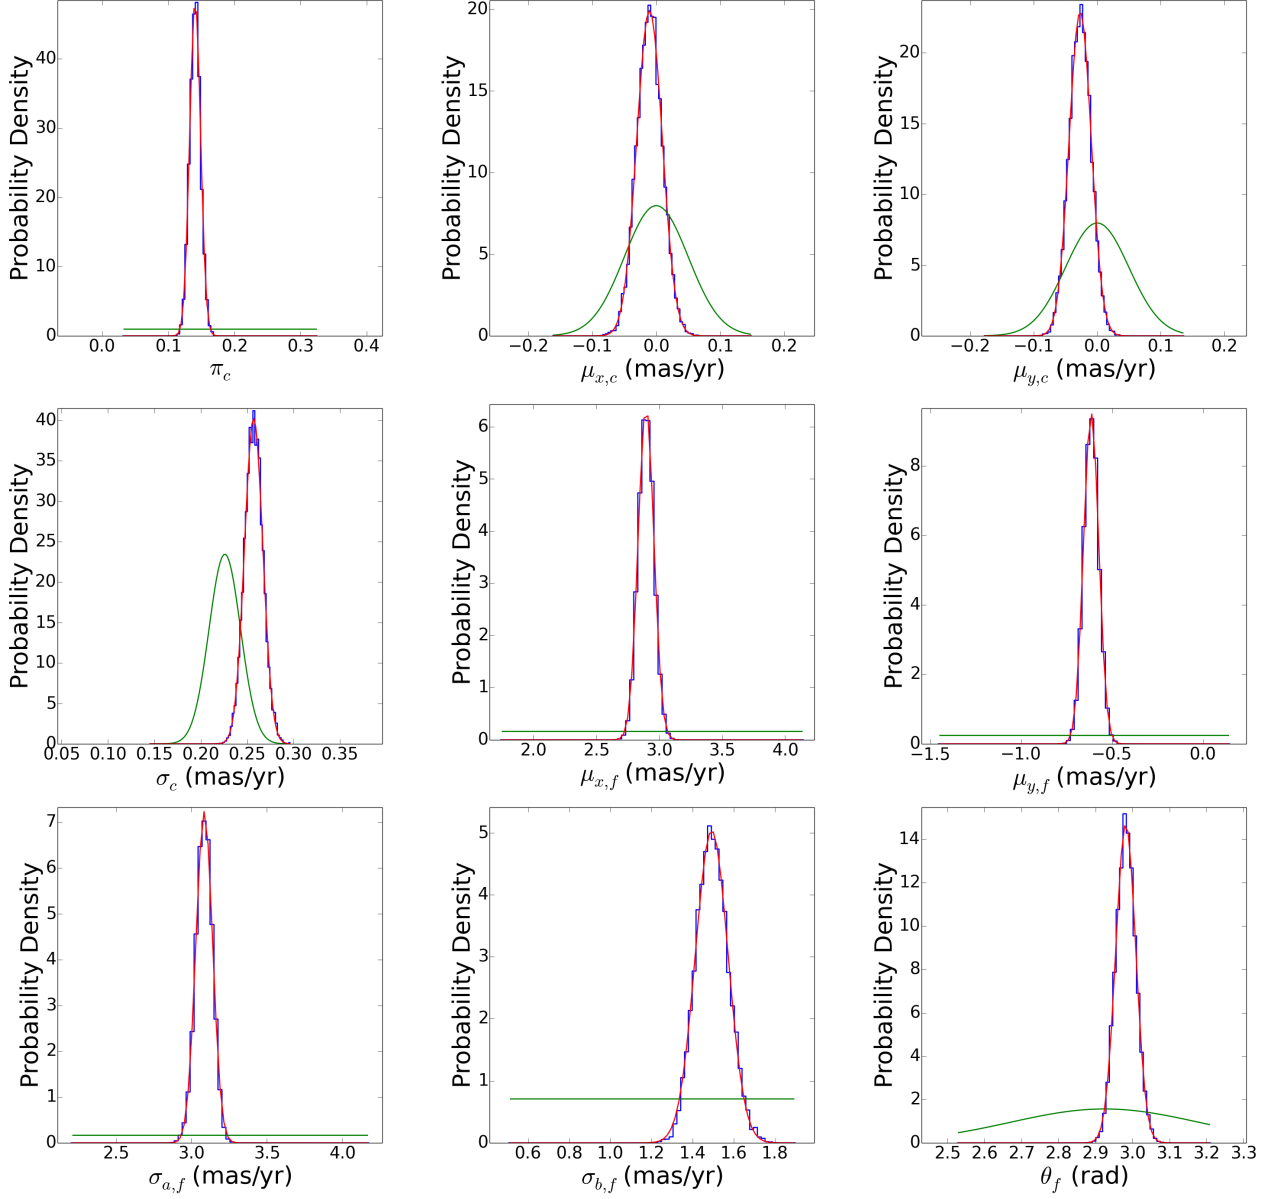 Probability Density
40
30
20
10
0
0.0 0.1 0.2 0.3 0.4
π_c
Probability Density
20
15
10
5
0
−0.2 −0.1 0.0 0.1 0.2
μ_{x,c} (mas/yr)
Probability Density
20
15
10
5
0
−0.2 −0.1 0.0 0.1 0.2
μ_{y,c} (mas/yr)
Probability Density
40
35
30
25
20
15
10
5
0
0.05 0.10 0.15 0.20 0.25 0.30 0.35
σ_c (mas/yr)
Probability Density
6
5
4
3
2
1
0
2.0 2.5 3.0 3.5 4.0
μ_{x,f} (mas/yr)
Probability Density
8
6
4
2
0
−1.5 −1.0 −0.5 0.0
μ_{y,f} (mas/yr)
Probability Density
7
6
5
4
3
2
1
0
2.5 3.0 3.5 4.0
σ_{a,f} (mas/yr)
Probability Density
5
4
3
2
1
0
0.6 0.8 1.0 1.2 1.4 1.6 1.8
σ_{b,f} (mas/yr)
Probability Density
14
12
10
8
6
4
2
0
2.5 2.6 2.7 2.8 2.9 3.0 3.1 3.2 3.3
θ_f (rad)